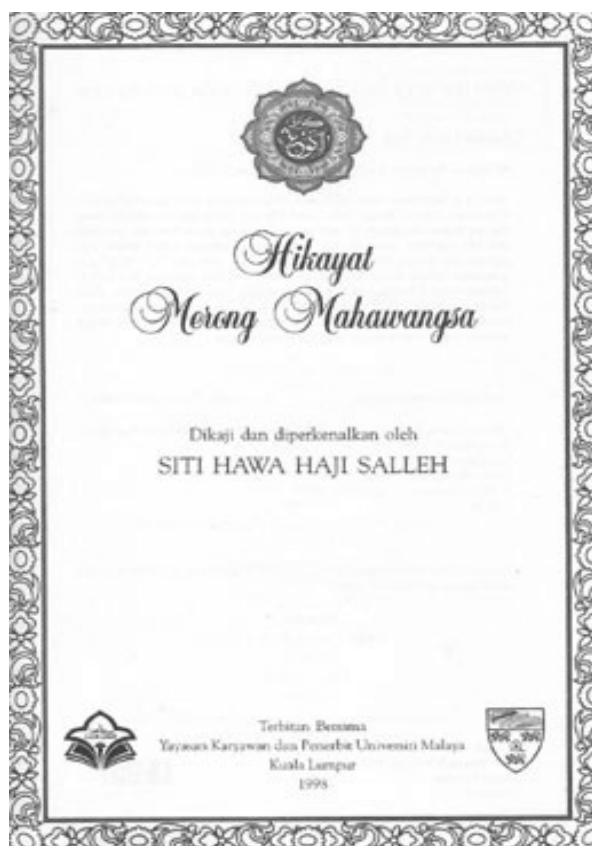 Hikayat
Merong Mahawangsa
Dikaji dan diperkenalkan oleh
SITI HAWA HAJI SALLEH
Terbitan Bersama
Yayasan Karyawan dan Penerbit Universiti Malaya
Kuala Lumpur
1998